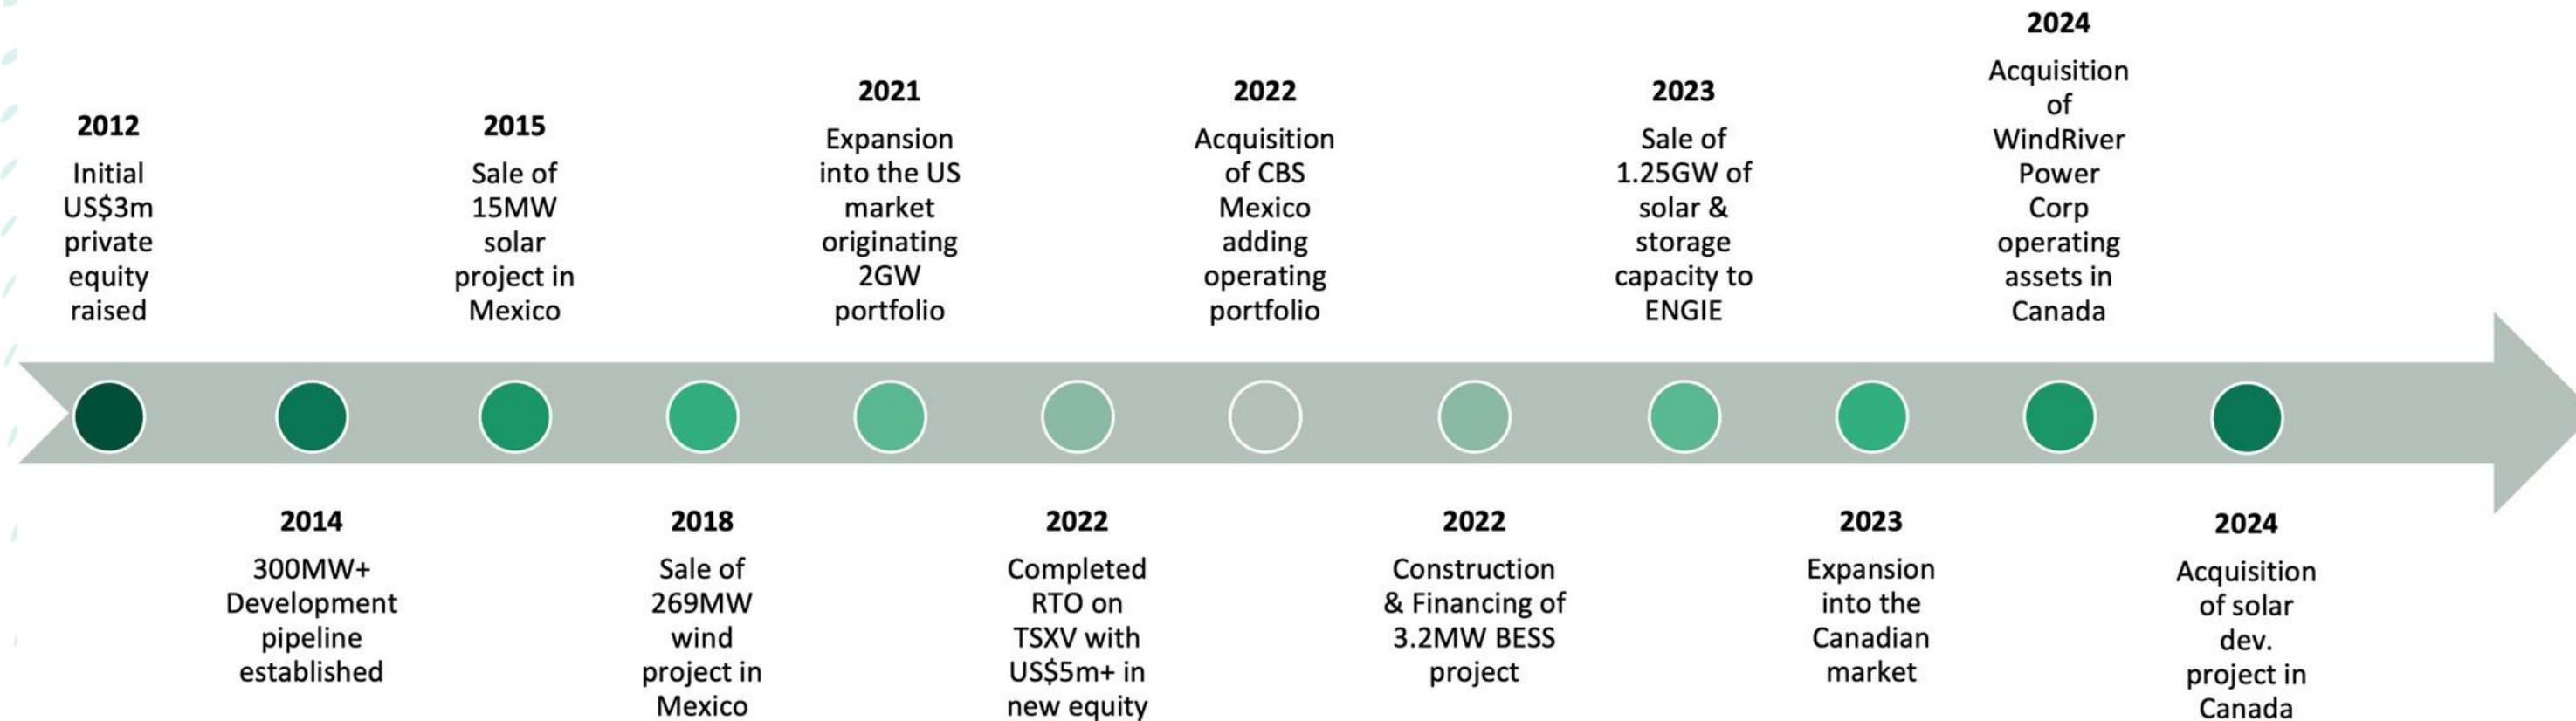 2012
Initial
US$3m
private
equity
raised
2014
300MW+
Development
pipeline
established
2015
Sale of
15MW
solar
project in
Mexico
2018
Sale of
269MW
wind
project in
Mexico
2021
Expansion
into the US
market
originating
2GW
portfolio
2022
Completed
RTO on
TSXV with
US$5m+ in
new equity
2022
Acquisition
of CBS
Mexico
adding
operating
portfolio
2022
Construction
& Financing of
3.2MW BESS
project
2023
Sale of
1.25GW of
solar &
storage
capacity to
ENGIE
2023
Expansion
into the
Canadian
market
2024
Acquisition
of
WindRiver
Power
Corp
operating
assets in
Canada
2024
Acquisition
of solar
dev.
project in
Canada